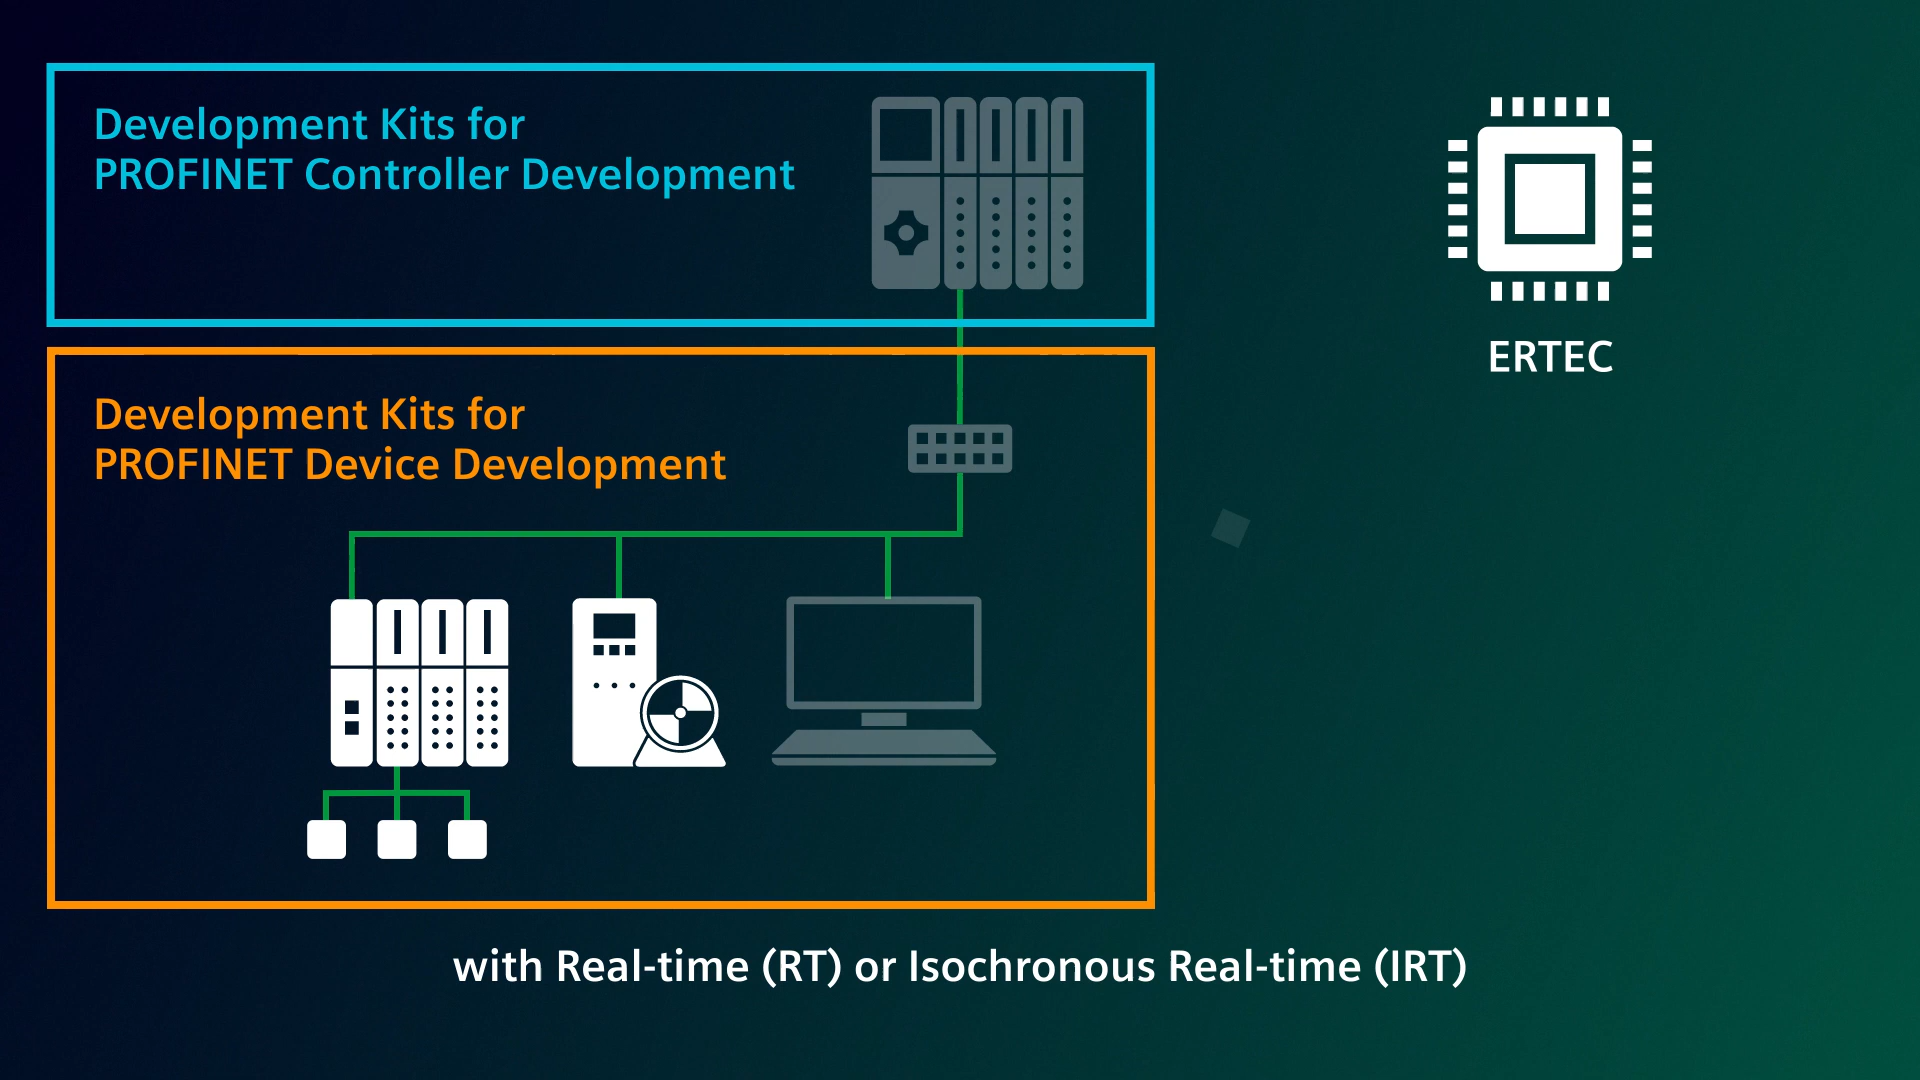 Development Kits for
PROFINET Controller Development
ERTEC
Development Kits for
PROFINET Device Development
with Real-time (RT) or Isochronous Real-time (IRT)